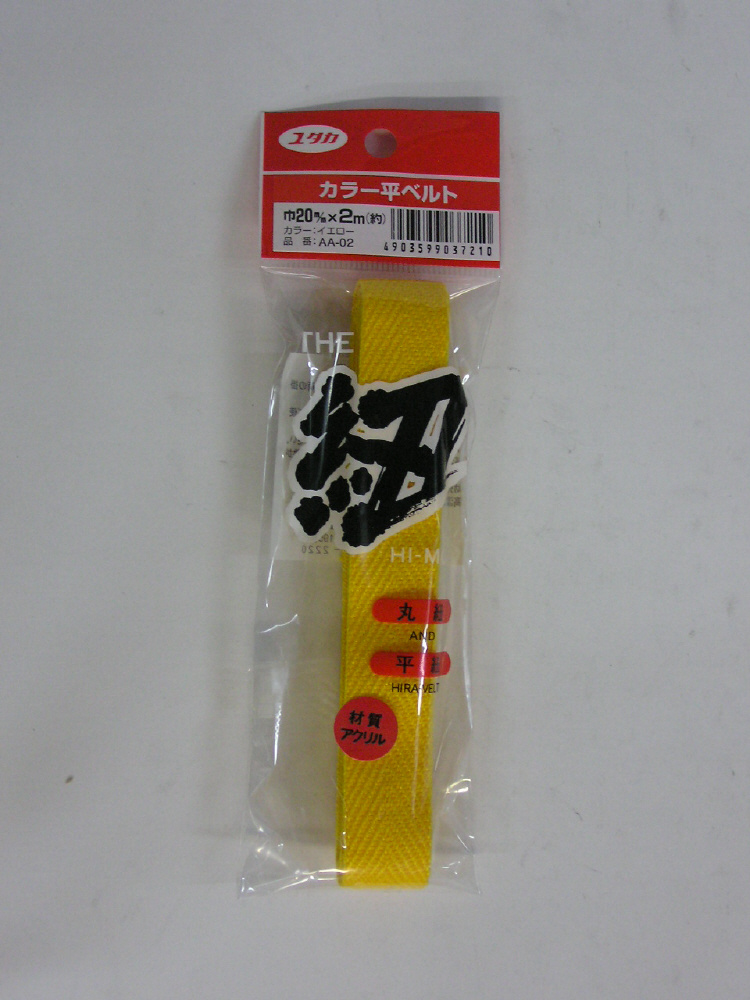 ユタカ
カラー平ベルト
巾20㎜×2m(約)
カラー:イエロー
品 番:AA-02
4903599037210
THE
紐
HI-M
丸 紐
AND
平 紐
HIRA-VELT
材質
アクリル